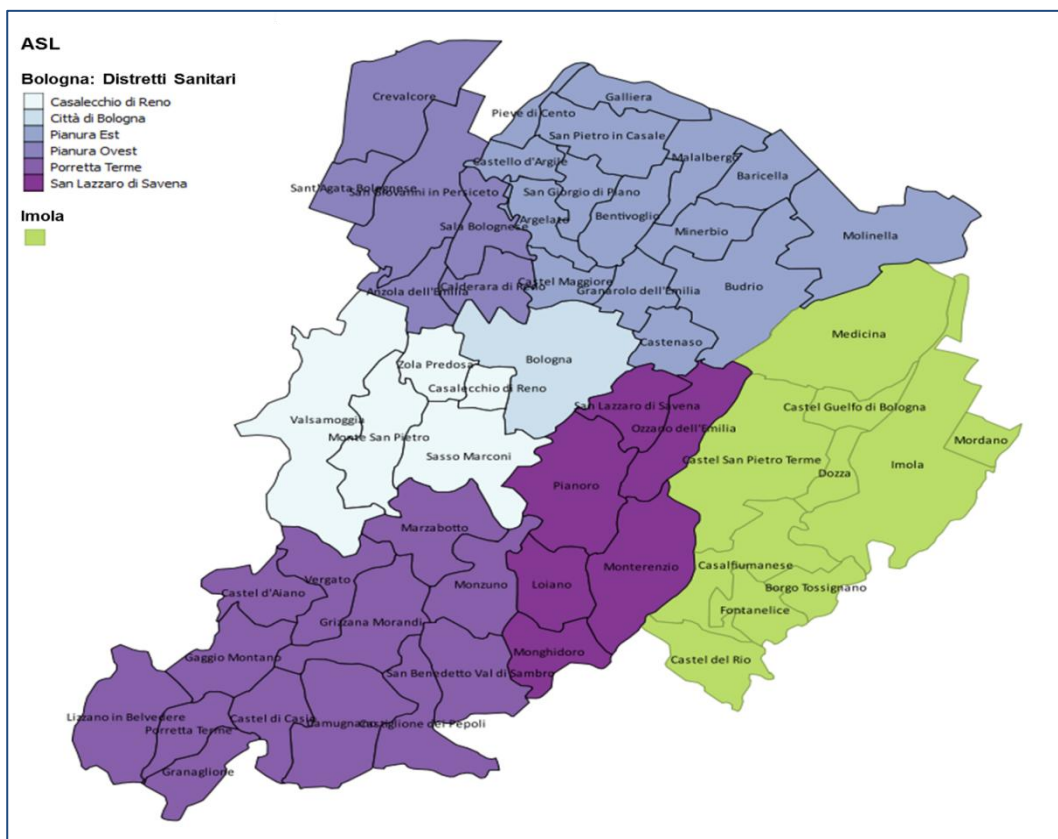 ASL
Bologna: Distretti Sanitari
Casalecchio di Reno
Città di Bologna
Pianura Est
Pianura Ovest
Porretta Terme
San Lazzaro di Savena
Imola
Crevalcore
Galliera
Pieve di Cento
San Pietro in Casale
Castello d'Argile
Malalbergo
Baricella
Sant'Agata Bolognese
San Giovanni in Persiceto
San Giorgio di Piano
Argelato
Bentivoglio
Sala Bolognese
Minerbio
Molinella
Anzola dell'Emilia
Calderara di Reno
Castel Maggiore
Granarolo dell'Emilia
Budrio
Medicina
Castenaso
Bologna
Zola Predosa
Casalecchio di Reno
San Lazzaro di Savena
Castel Guelfo di Bologna
Valsamoggia
Monte San Pietro
Ozzano dell'Emilia
Mordano
Sasso Marconi
Castel San Pietro Terme
Imola
Dozza
Pianoro
Marzabotto
Casalfiumanese
Monterenzio
Vergato
Monzuno
Loiano
Borgo Tossignano
Castel d'Aiano
Fontanelice
Grizzana Morandi
Monghidoro
Gaggio Montano
Castel del Rio
San Benedetto Val di Sambro
Lizzano in Belvedere
Castel di Casio
Camugnano
Castiglione dei Pepoli
Porretta Terme
Granaglione